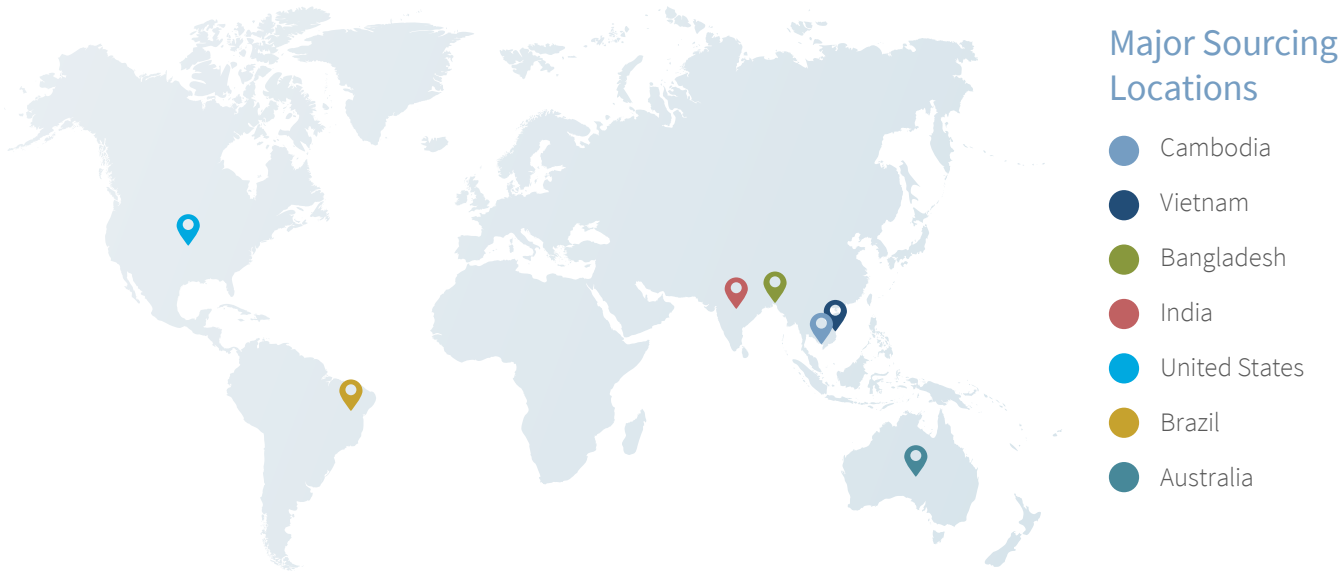 Major Sourcing
Locations
Cambodia
Vietnam
Bangladesh
India
United States
Brazil
Australia